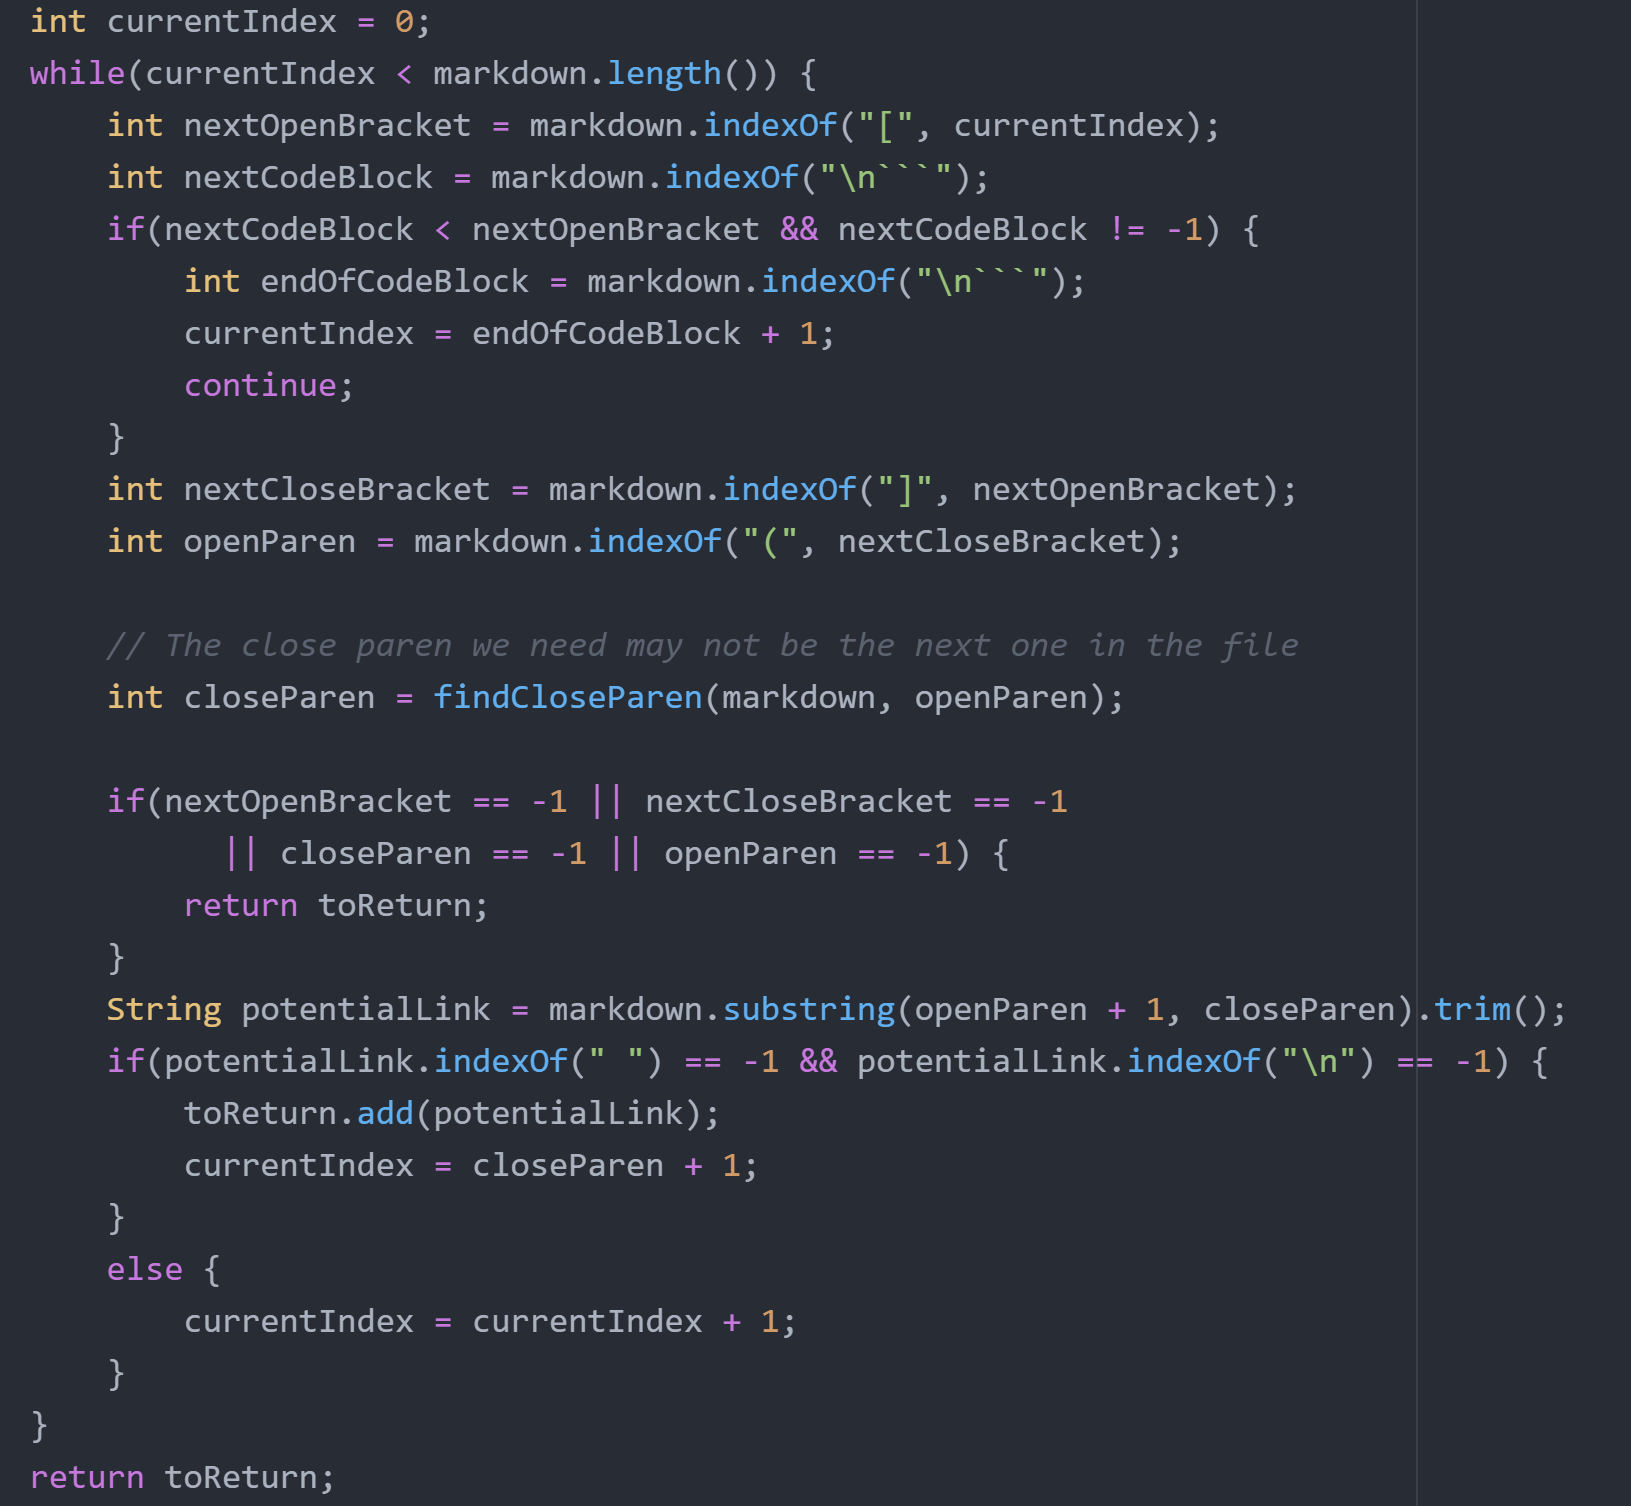 int currentIndex = 0;
while(currentIndex < markdown.length()) {
    int nextOpenBracket = markdown.indexOf("[", currentIndex);
    int nextCodeBlock = markdown.indexOf("\n```");
    if(nextCodeBlock < nextOpenBracket && nextCodeBlock != -1) {
        int endOfCodeBlock = markdown.indexOf("\n```");
        currentIndex = endOfCodeBlock + 1;
        continue;
    }
    int nextCloseBracket = markdown.indexOf("]", nextOpenBracket);
    int openParen = markdown.indexOf("(", nextCloseBracket);

    // The close paren we need may not be the next one in the file
    int closeParen = findCloseParen(markdown, openParen);

    if(nextOpenBracket == -1 || nextCloseBracket == -1
          || closeParen == -1 || openParen == -1) {
        return toReturn;
    }
    String potentialLink = markdown.substring(openParen + 1, closeParen).trim();
    if(potentialLink.indexOf(" ") == -1 && potentialLink.indexOf("\n") == -1) {
        toReturn.add(potentialLink);
        currentIndex = closeParen + 1;
    }
    else {
        currentIndex = currentIndex + 1;
    }
}
return toReturn;